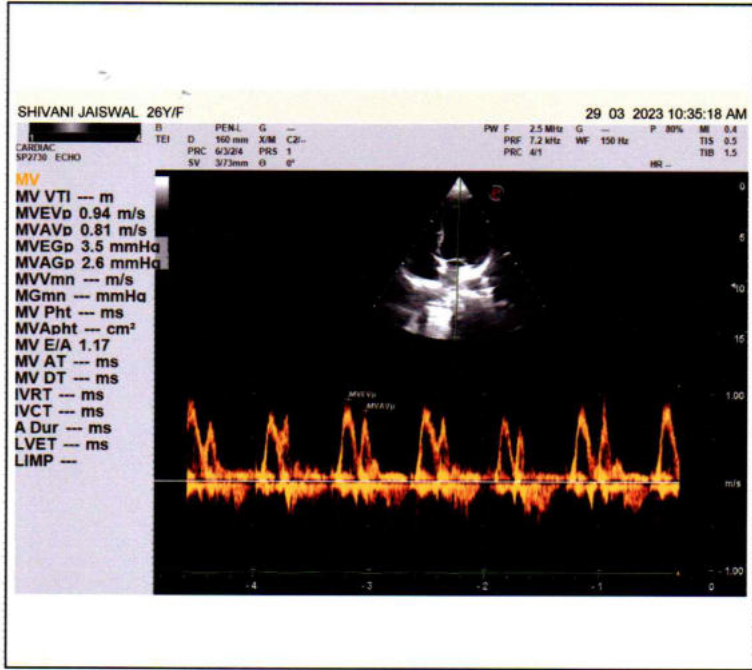 SHIVANI JAISWAL 26Y/F 29 03 2023 10:35:18 AM
B PEN-L G --- PW F 2.5 MHz G --- P 80% MI 0.4
TEI D 160 mm X/M C2/-- PRF 7.2 kHz WF 150 Hz TIS 0.5
CARDIAC PRC 6/3/2/4 PRS 1 PRC 4/1 TIB 1.5
SP2730 ECHO SV 3/73mm Θ 0° HR --
MV
MV VTI --- m
MVEVp 0.94 m/s
MVAVp 0.81 m/s
MVEGp 3.5 mmHg
MVAGp 2.6 mmHg
MVVmn --- m/s
MGmn --- mmHg
MV Pht --- ms
MVApht --- cm²
MV E/A 1.17
MV AT --- ms
MV DT --- ms
IVRT --- ms
IVCT --- ms
A Dur --- ms
LVET --- ms
LIMP ---
0
5
10
15
MVEVp
MVAVp
1.00
m/s
-1.00
-4 -3 -2 -1 0